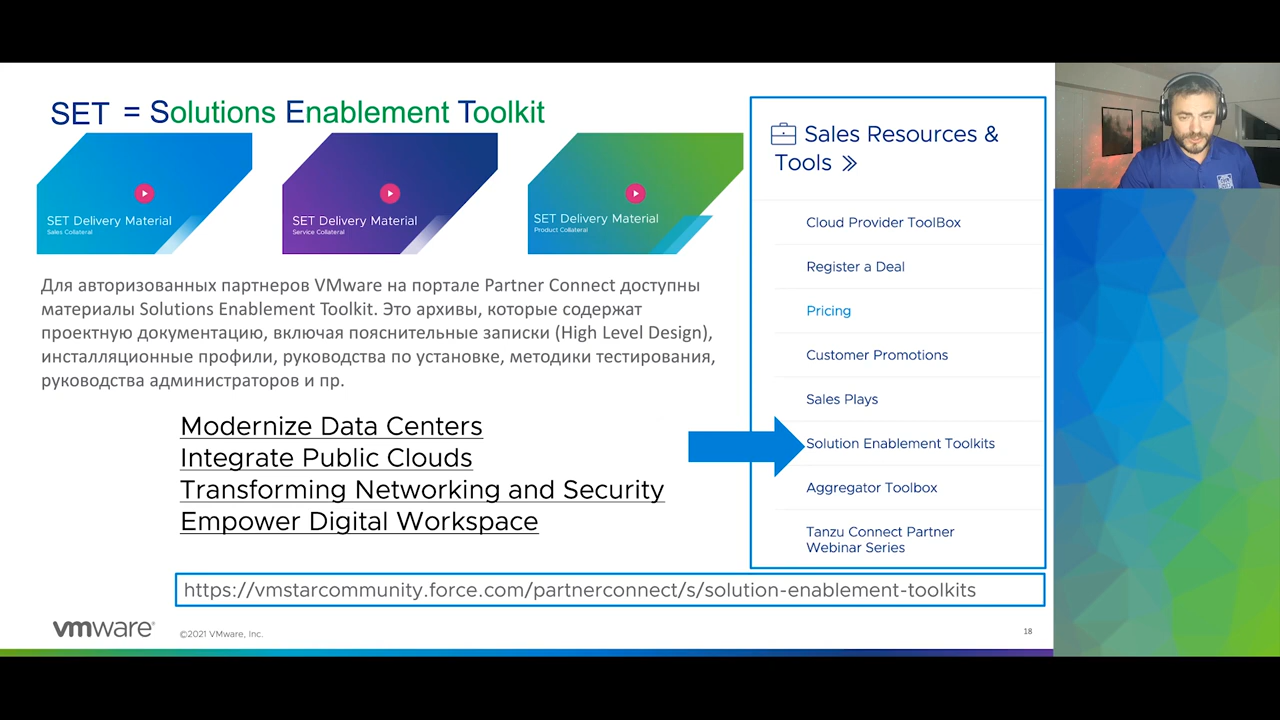 SET = Solutions Enablement Toolkit
SET Delivery Material
Sales Collateral
SET Delivery Material
Service Collateral
SET Delivery Material
Product Collateral
Для авторизованных партнеров VMware на портале Partner Connect доступны
материалы Solutions Enablement Toolkit. Это архивы, которые содержат
проектную документацию, включая пояснительные записки (High Level Design),
инсталляционные профили, руководства по установке, методики тестирования,
руководства администраторов и пр.
Modernize Data Centers
Integrate Public Clouds
Transforming Networking and Security
Empower Digital Workspace
Sales Resources &
Tools
Cloud Provider ToolBox
Register a Deal
Pricing
Customer Promotions
Sales Plays
Solution Enablement Toolkits
Aggregator Toolbox
Tanzu Connect Partner
Webinar Series
https://vmstarcommunity.force.com/partnerconnect/s/solution-enablement-toolkits
vmware®
©2021 VMware, Inc.
18